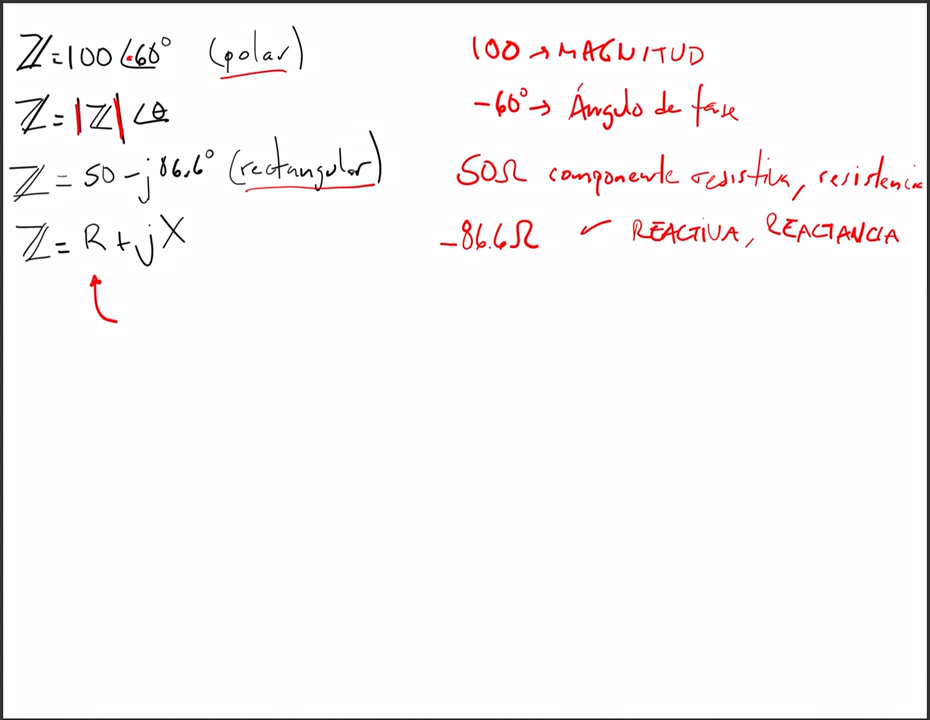 Z=100∠-60° (polar)
Z=|Z|∠θ
Z=50-j86.6° (rectangular)
Z=R+jX
100→MAGNITUD
-60°→Ángulo de fase
50Ω componente resistiva, resistencia
-86.6Ω ✓ REACTIVA, REACTANCIA